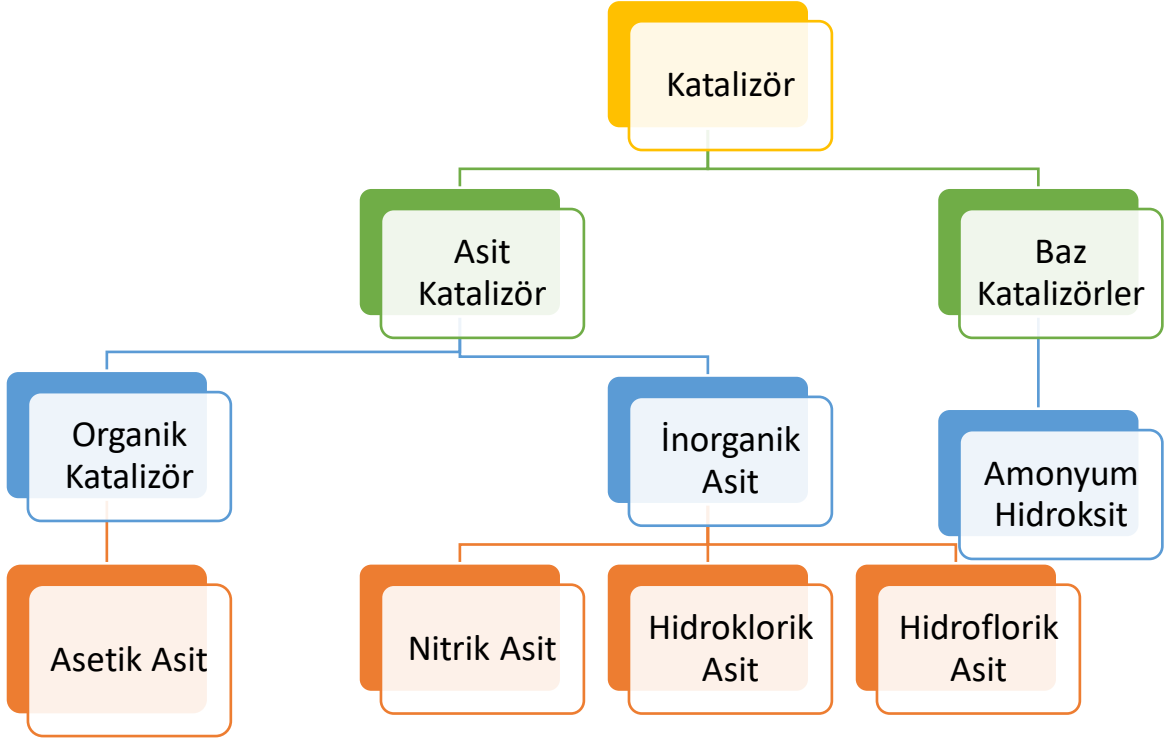 Katalizör
Asit
Katalizör
Baz
Katalizörler
Organik
Katalizör
İnorganik
Asit
Amonyum
Hidroksit
Asetik Asit
Nitrik Asit
Hidroklorik
Asit
Hidroflorik
Asit